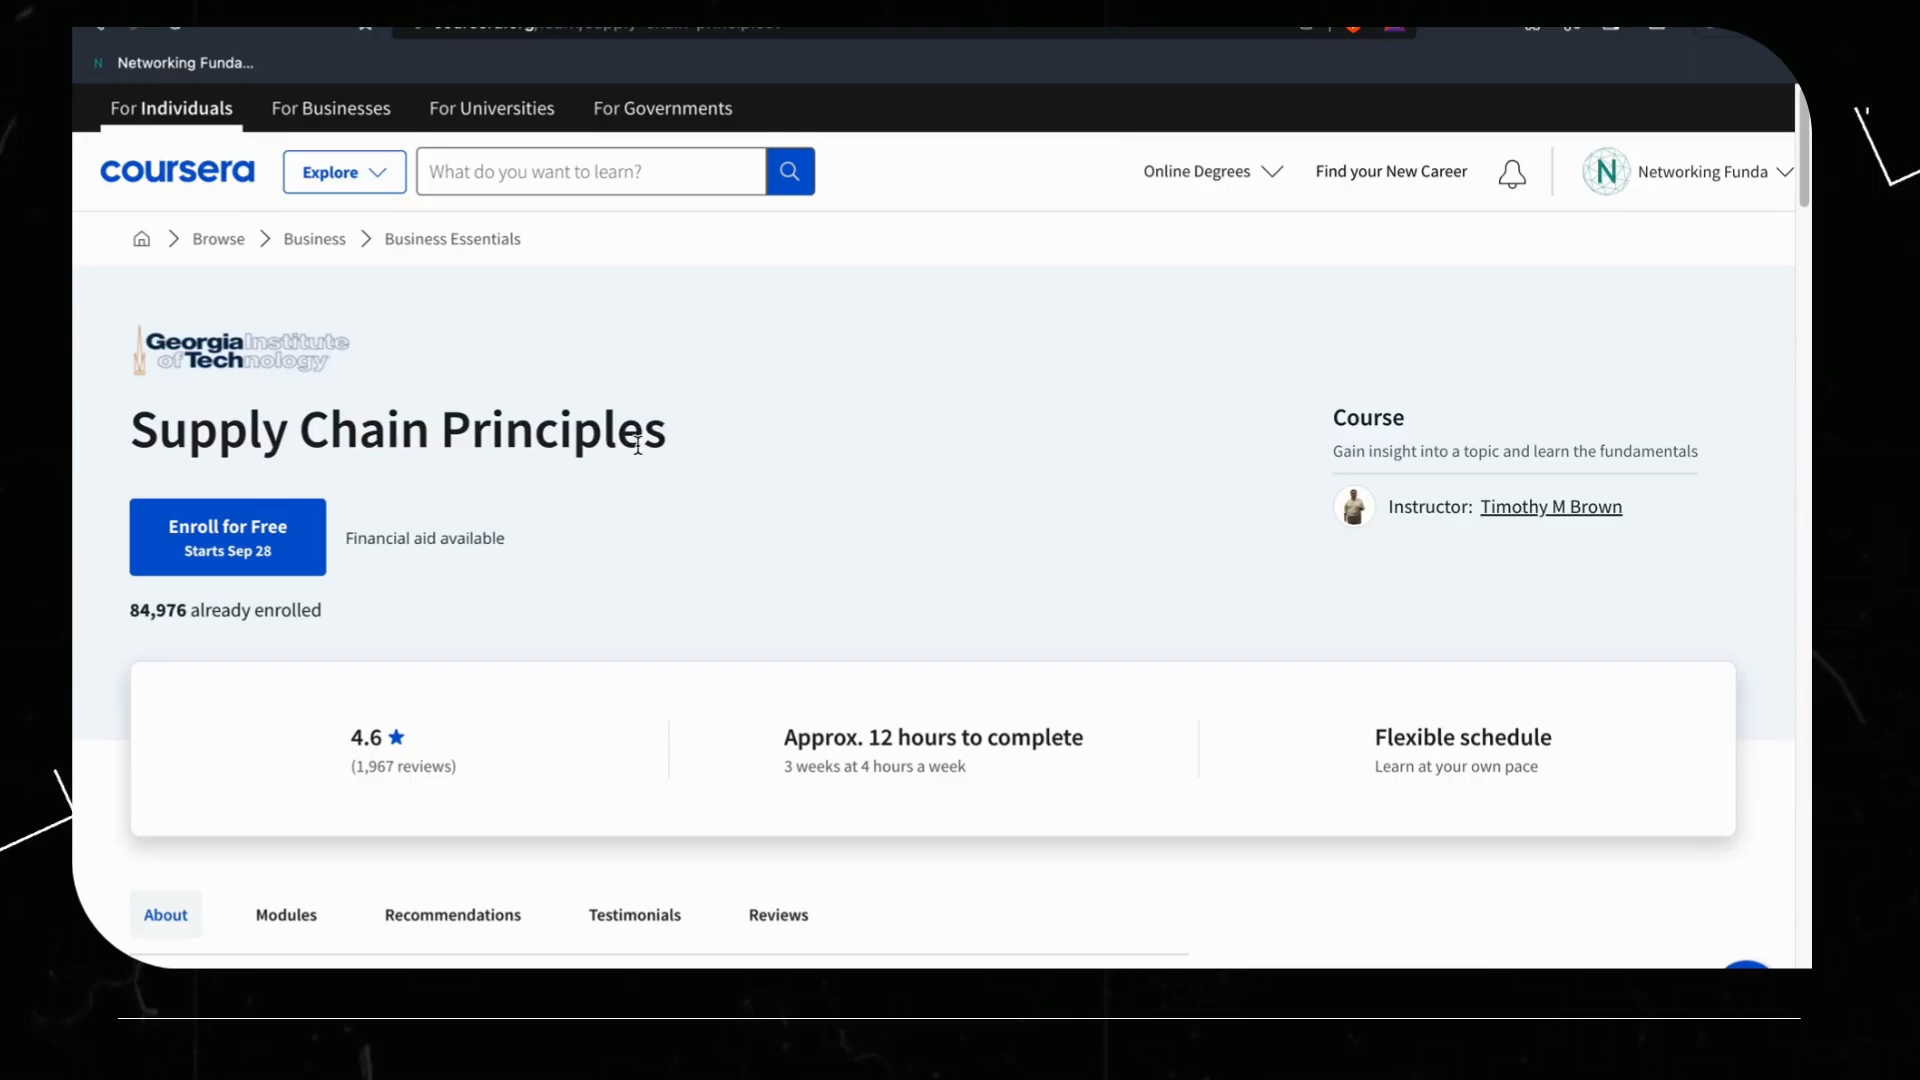 Networking Funda...
For Individuals For Businesses For Universities For Governments
coursera Explore What do you want to learn? Online Degrees Find your New Career N Networking Funda
Browse Business Business Essentials
Georgia Institute
of Technology
Supply Chain Principles
Course
Gain insight into a topic and learn the fundamentals
Instructor: Timothy M Brown
Enroll for Free
Starts Sep 28
Financial aid available
84,976 already enrolled
4.6
(1,967 reviews)
Approx. 12 hours to complete
3 weeks at 4 hours a week
Flexible schedule
Learn at your own pace
About Modules Recommendations Testimonials Reviews